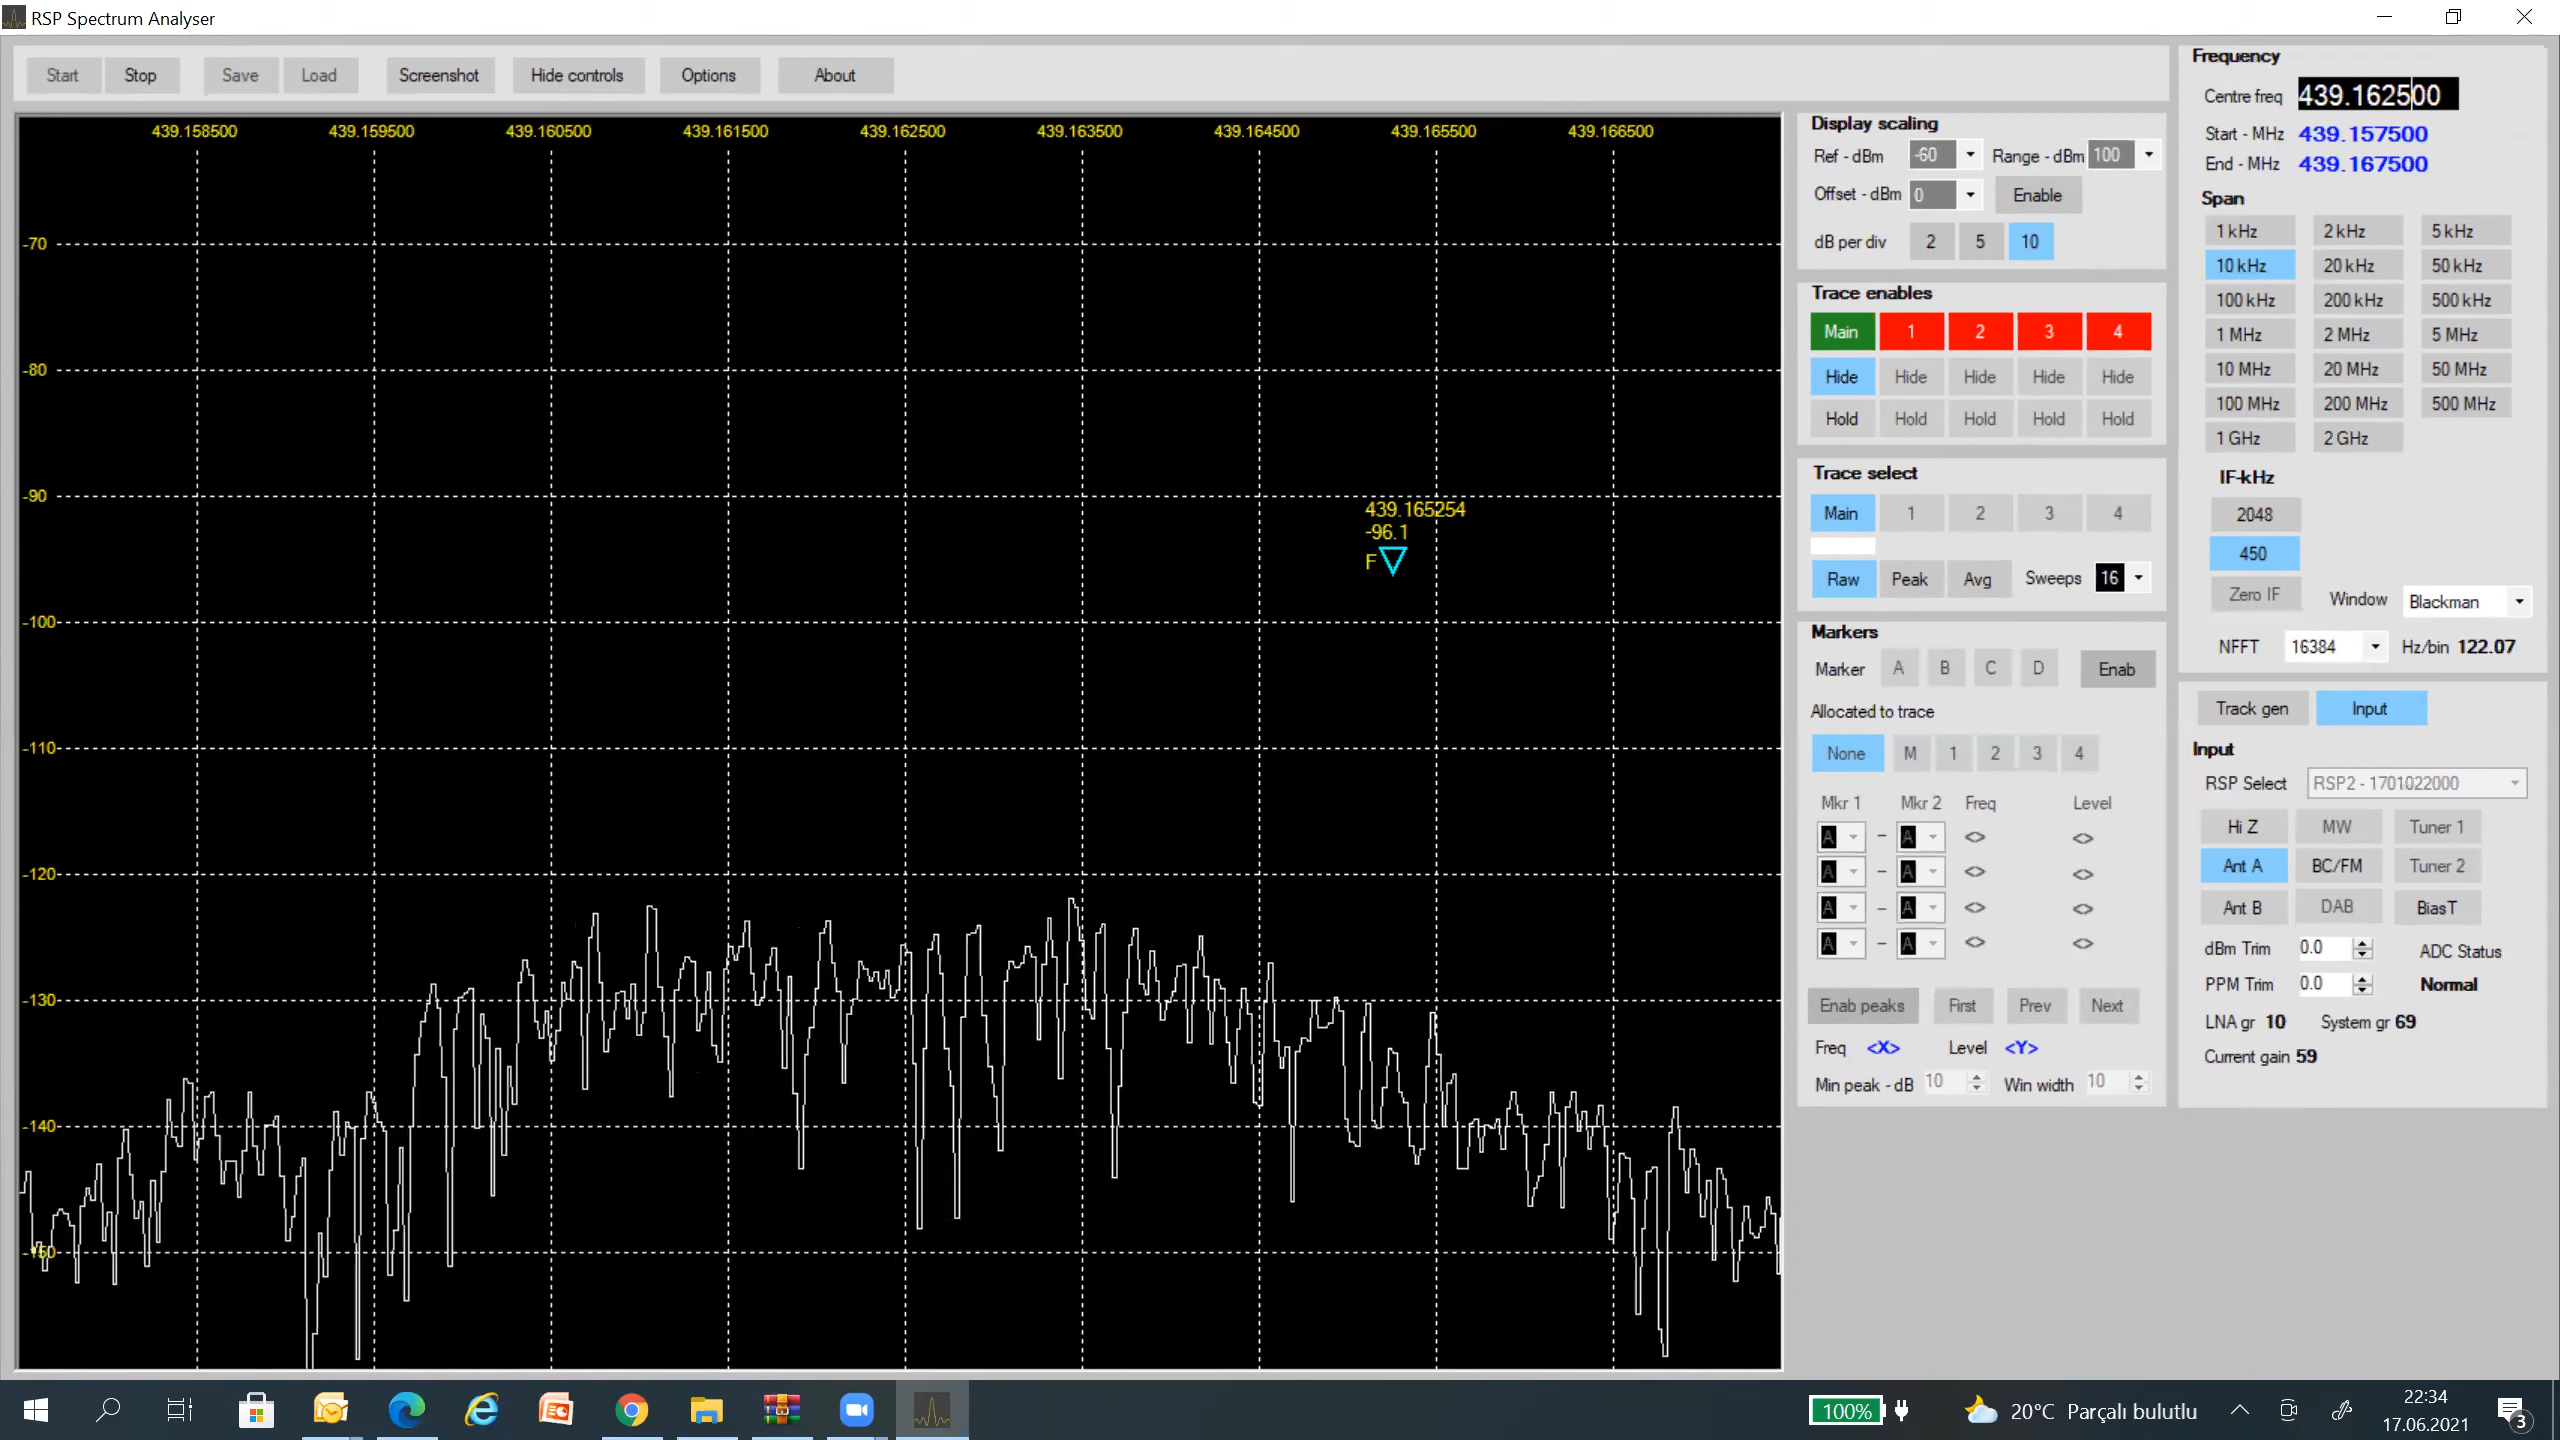 RSP Spectrum Analyser
Start Stop Save Load Screenshot Hide controls Options About
439.158500 439.159500 439.160500 439.161500 439.162500 439.163500 439.164500 439.165500 439.166500
-70
-80
-90
439.165254
-96.1
F
-100
-110
-120
-130
-140
-150
Display scaling
Ref - dBm -60 Range - dBm 100
Offset - dBm 0 Enable
dB per div 2 5 10
Trace enables
Main 1 2 3 4
Hide Hide Hide Hide Hide
Hold Hold Hold Hold Hold
Trace select
Main 1 2 3 4
Raw Peak Avg Sweeps 16
Markers
Marker A B C D Enab
Allocated to trace
None M 1 2 3 4
Mkr 1 Mkr 2 Freq Level
A - A <> <>
A - A <> <>
A - A <> <>
A - A <> <>
Enab peaks First Prev Next
Freq <X> Level <Y>
Min peak - dB 10 Win width 10
Frequency
Centre freq 439.162500
Start - MHz 439.157500
End - MHz 439.167500
Span
1 kHz 2 kHz 5 kHz
10 kHz 20 kHz 50 kHz
100 kHz 200 kHz 500 kHz
1 MHz 2 MHz 5 MHz
10 MHz 20 MHz 50 MHz
100 MHz 200 MHz 500 MHz
1 GHz 2 GHz
IF-kHz
2048
450
Zero IF Window Blackman
NFFT 16384 Hz/bin 122.07
Track gen Input
Input
RSP Select RSP2 - 1701022000
Hi Z MW Tuner 1
Ant A BC/FM Tuner 2
Ant B DAB BiasT
dBm Trim 0.0 ADC Status
PPM Trim 0.0 Normal
LNA gr 10 System gr 69
Current gain 59
100% 20°C Parçalı bulutlu 22:34
17.06.2021 3